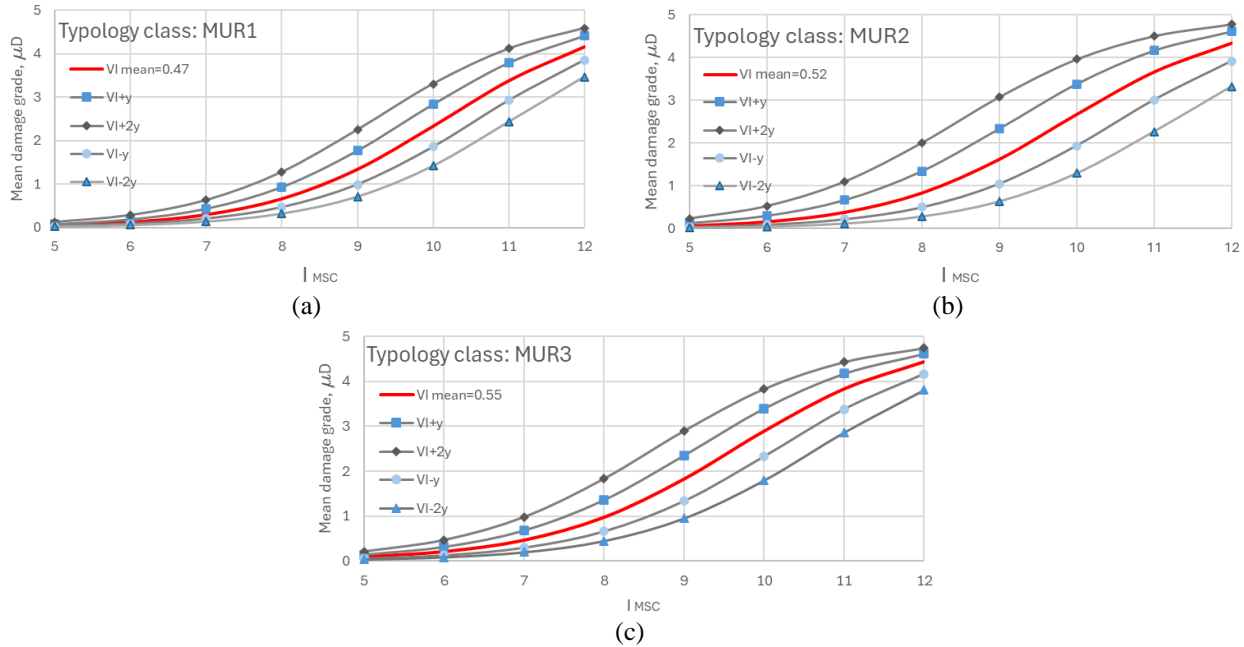 Typology class: MUR1
Mean damage grade, μD
5
4
3
2
1
0
VI mean=0.47
VI+y
VI+2y
VI-y
VI-2y
5 6 7 8 9 10 11 12
I MSC
(a)
Typology class: MUR2
Mean damage grade, μD
5
4
3
2
1
0
VI mean=0.52
VI+y
VI+2y
VI-y
VI-2y
5 6 7 8 9 10 11 12
I MSC
(b)
Typology class: MUR3
Mean damage grade, μD
5
4
3
2
1
0
VI mean=0.55
VI+y
VI+2y
VI-y
VI-2y
5 6 7 8 9 10 11 12
I MSC
(c)